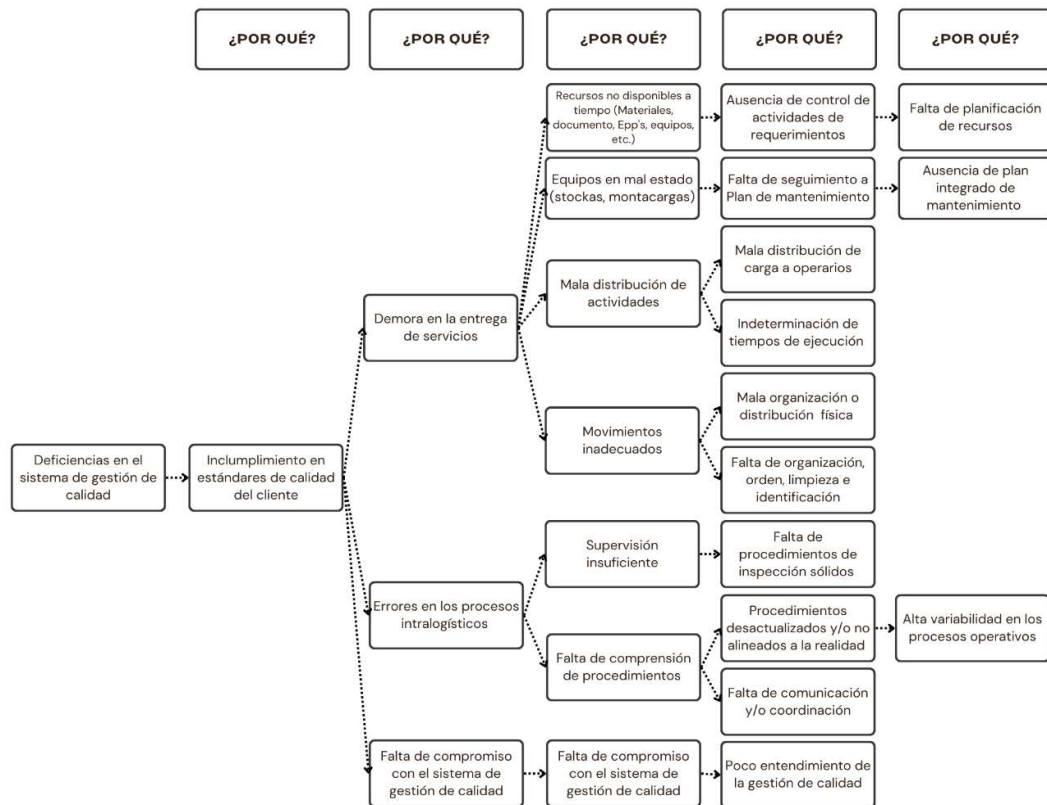 ¿POR QUÉ?
¿POR QUÉ?
¿POR QUÉ?
¿POR QUÉ?
¿POR QUÉ?
Deficiencias en el
sistema de gestión de
calidad
Inclumplimiento en
estándares de calidad
del cliente
Demora en la entrega
de servicios
Errores en los procesos
intralogísticos
Falta de compromiso
con el sistema de
gestión de calidad
Recursos no disponibles a
tiempo (Materiales,
documento, Epp's, equipos,
etc.)
Equipos en mal estado
(stockas, montacargas)
Mala distribución de
actividades
Movimientos
inadecuados
Supervisión
insuficiente
Falta de comprensión
de procedimientos
Falta de compromiso
con el sistema de
gestión de calidad
Ausencia de control de
actividades de
requerimientos
Falta de seguimiento a
Plan de mantenimiento
Mala distribución de
carga a operarios
Indeterminación de
tiempos de ejecución
Mala organización o
distribución física
Falta de organización,
orden, limpieza e
identificación
Falta de
procedimientos de
inspección sólidos
Procedimientos
desactualizados y/o no
alineados a la realidad
Falta de comunicación
y/o coordinación
Poco entendimiento de
la gestión de calidad
Falta de planificación
de recursos
Ausencia de plan
integrado de
mantenimiento
Alta variabilidad en los
procesos operativos